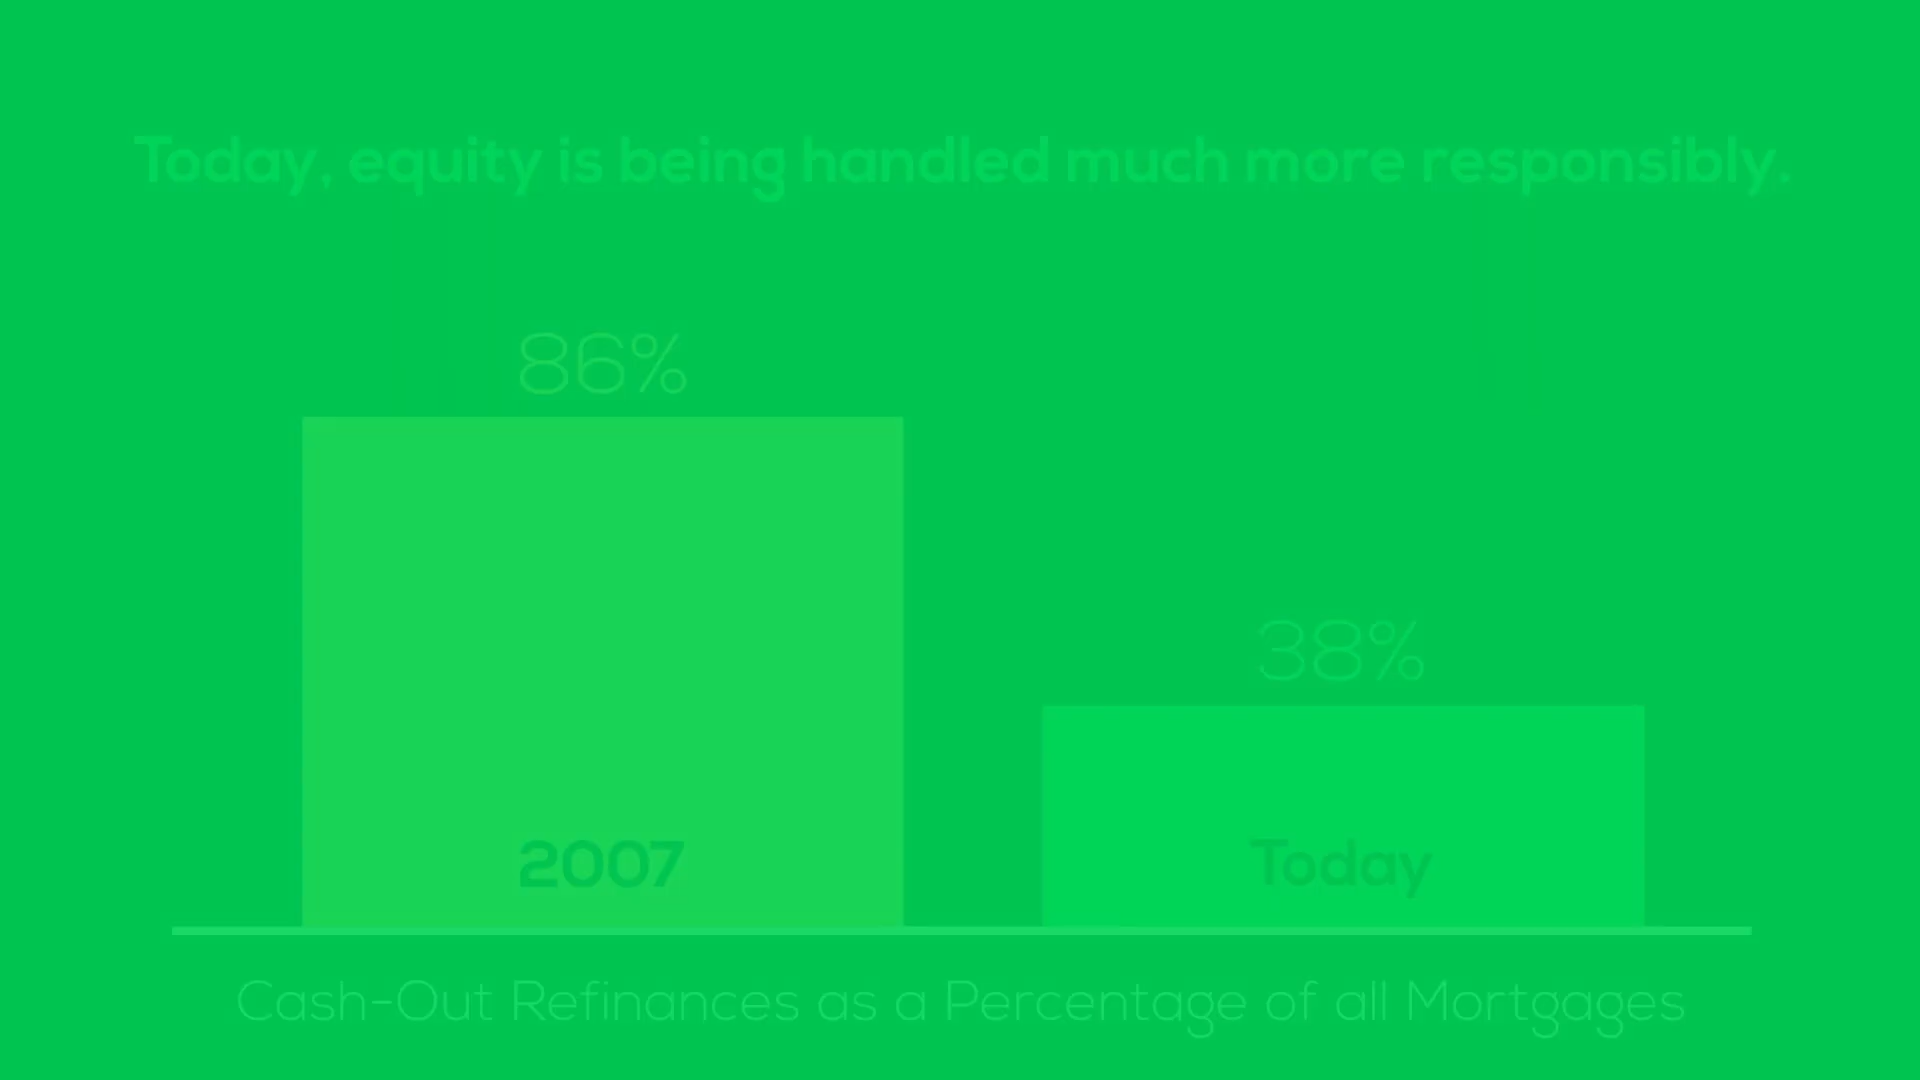 Today, equity is being handled much more responsibly.
86%
38%
2007
Today
Cash-Out Refinances as a Percentage of all Mortgages